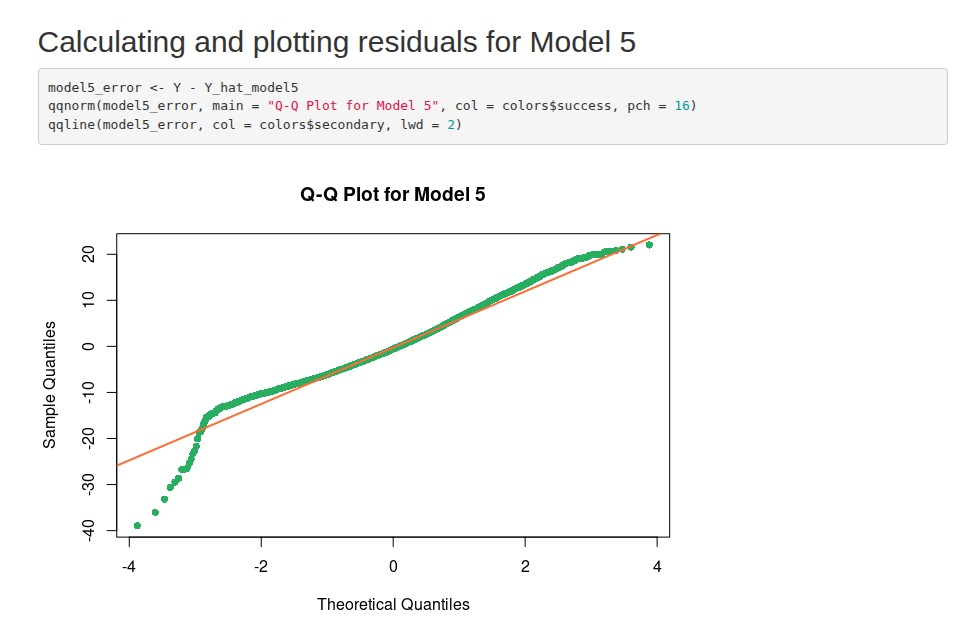 Calculating and plotting residuals for Model 5
model5_error <- Y - Y_hat_model5
qqnorm(model5_error, main = "Q-Q Plot for Model 5", col = colors$success, pch = 16)
qqline(model5_error, col = colors$secondary, lwd = 2)
Q-Q Plot for Model 5
20
10
0
-10
-20
-30
-40
Sample Quantiles
-4 -2 0 2 4
Theoretical Quantiles